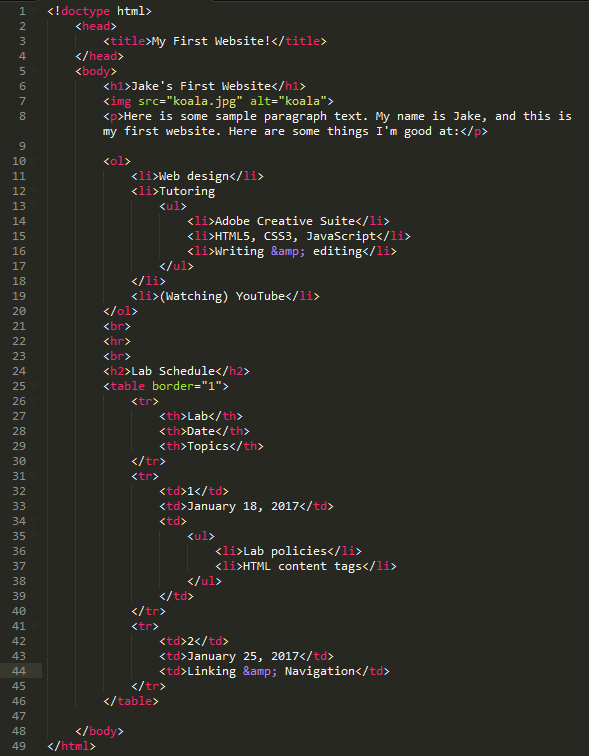 1 <!doctype html>
2 <head>
3 <title>My First Website!</title>
4 </head>
5 <body>
6 <h1>Jake's First Website</h1>
7 <img src="koala.jpg" alt="koala">
8 <p>Here is some sample paragraph text. My name is Jake, and this is
my first website. Here are some things I'm good at:</p>
9
10 <ol>
11 <li>Web design</li>
12 <li>Tutoring
13 <ul>
14 <li>Adobe Creative Suite</li>
15 <li>HTML5, CSS3, JavaScript</li>
16 <li>Writing &amp; editing</li>
17 </ul>
18 </li>
19 <li>(Watching) YouTube</li>
20 </ol>
21 <br>
22 <hr>
23 <br>
24 <h2>Lab Schedule</h2>
25 <table border="1">
26 <tr>
27 <th>Lab</th>
28 <th>Date</th>
29 <th>Topics</th>
30 </tr>
31 <tr>
32 <td>1</td>
33 <td>January 18, 2017</td>
34 <td>
35 <ul>
36 <li>Lab policies</li>
37 <li>HTML content tags</li>
38 </ul>
39 </td>
40 </tr>
41 <tr>
42 <td>2</td>
43 <td>January 25, 2017</td>
44 <td>Linking &amp; Navigation</td>
45 </tr>
46 </table>
47
48 </body>
49 </html>